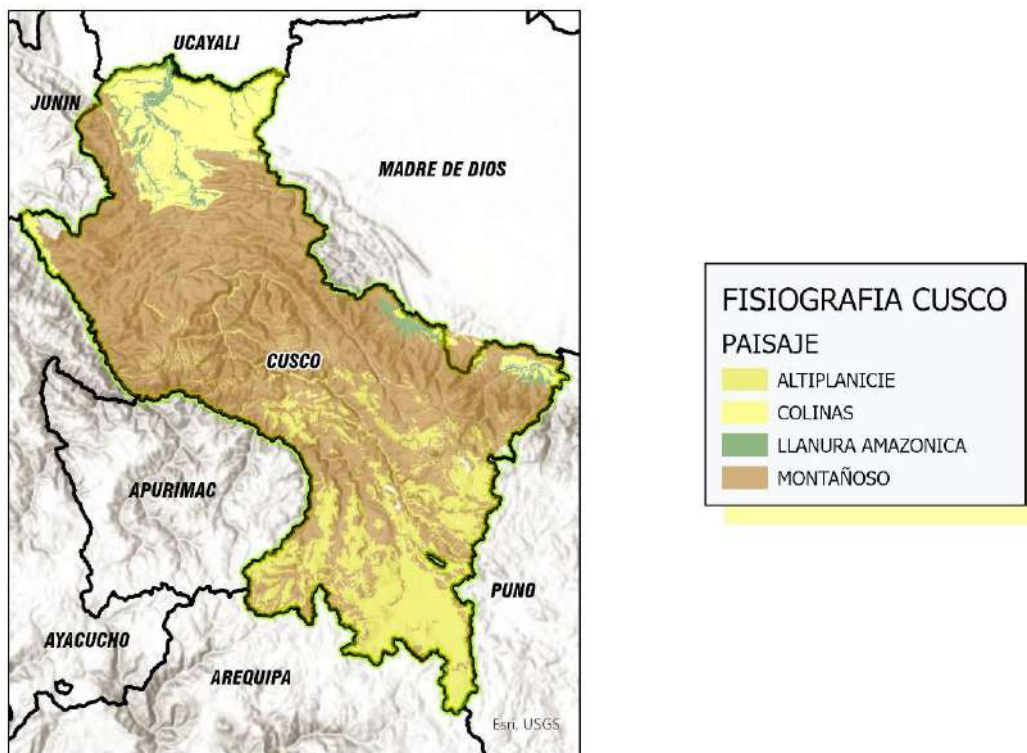 UCAYALI
JUNIN
MADRE DE DIOS
CUSCO
APURIMAC
PUNO
AYACUCHO
AREQUIPA
Esri, USGS
FISIOGRAFIA CUSCO
PAISAJE
ALTIPLANICIE
COLINAS
LLANURA AMAZONICA
MONTAÑOSO